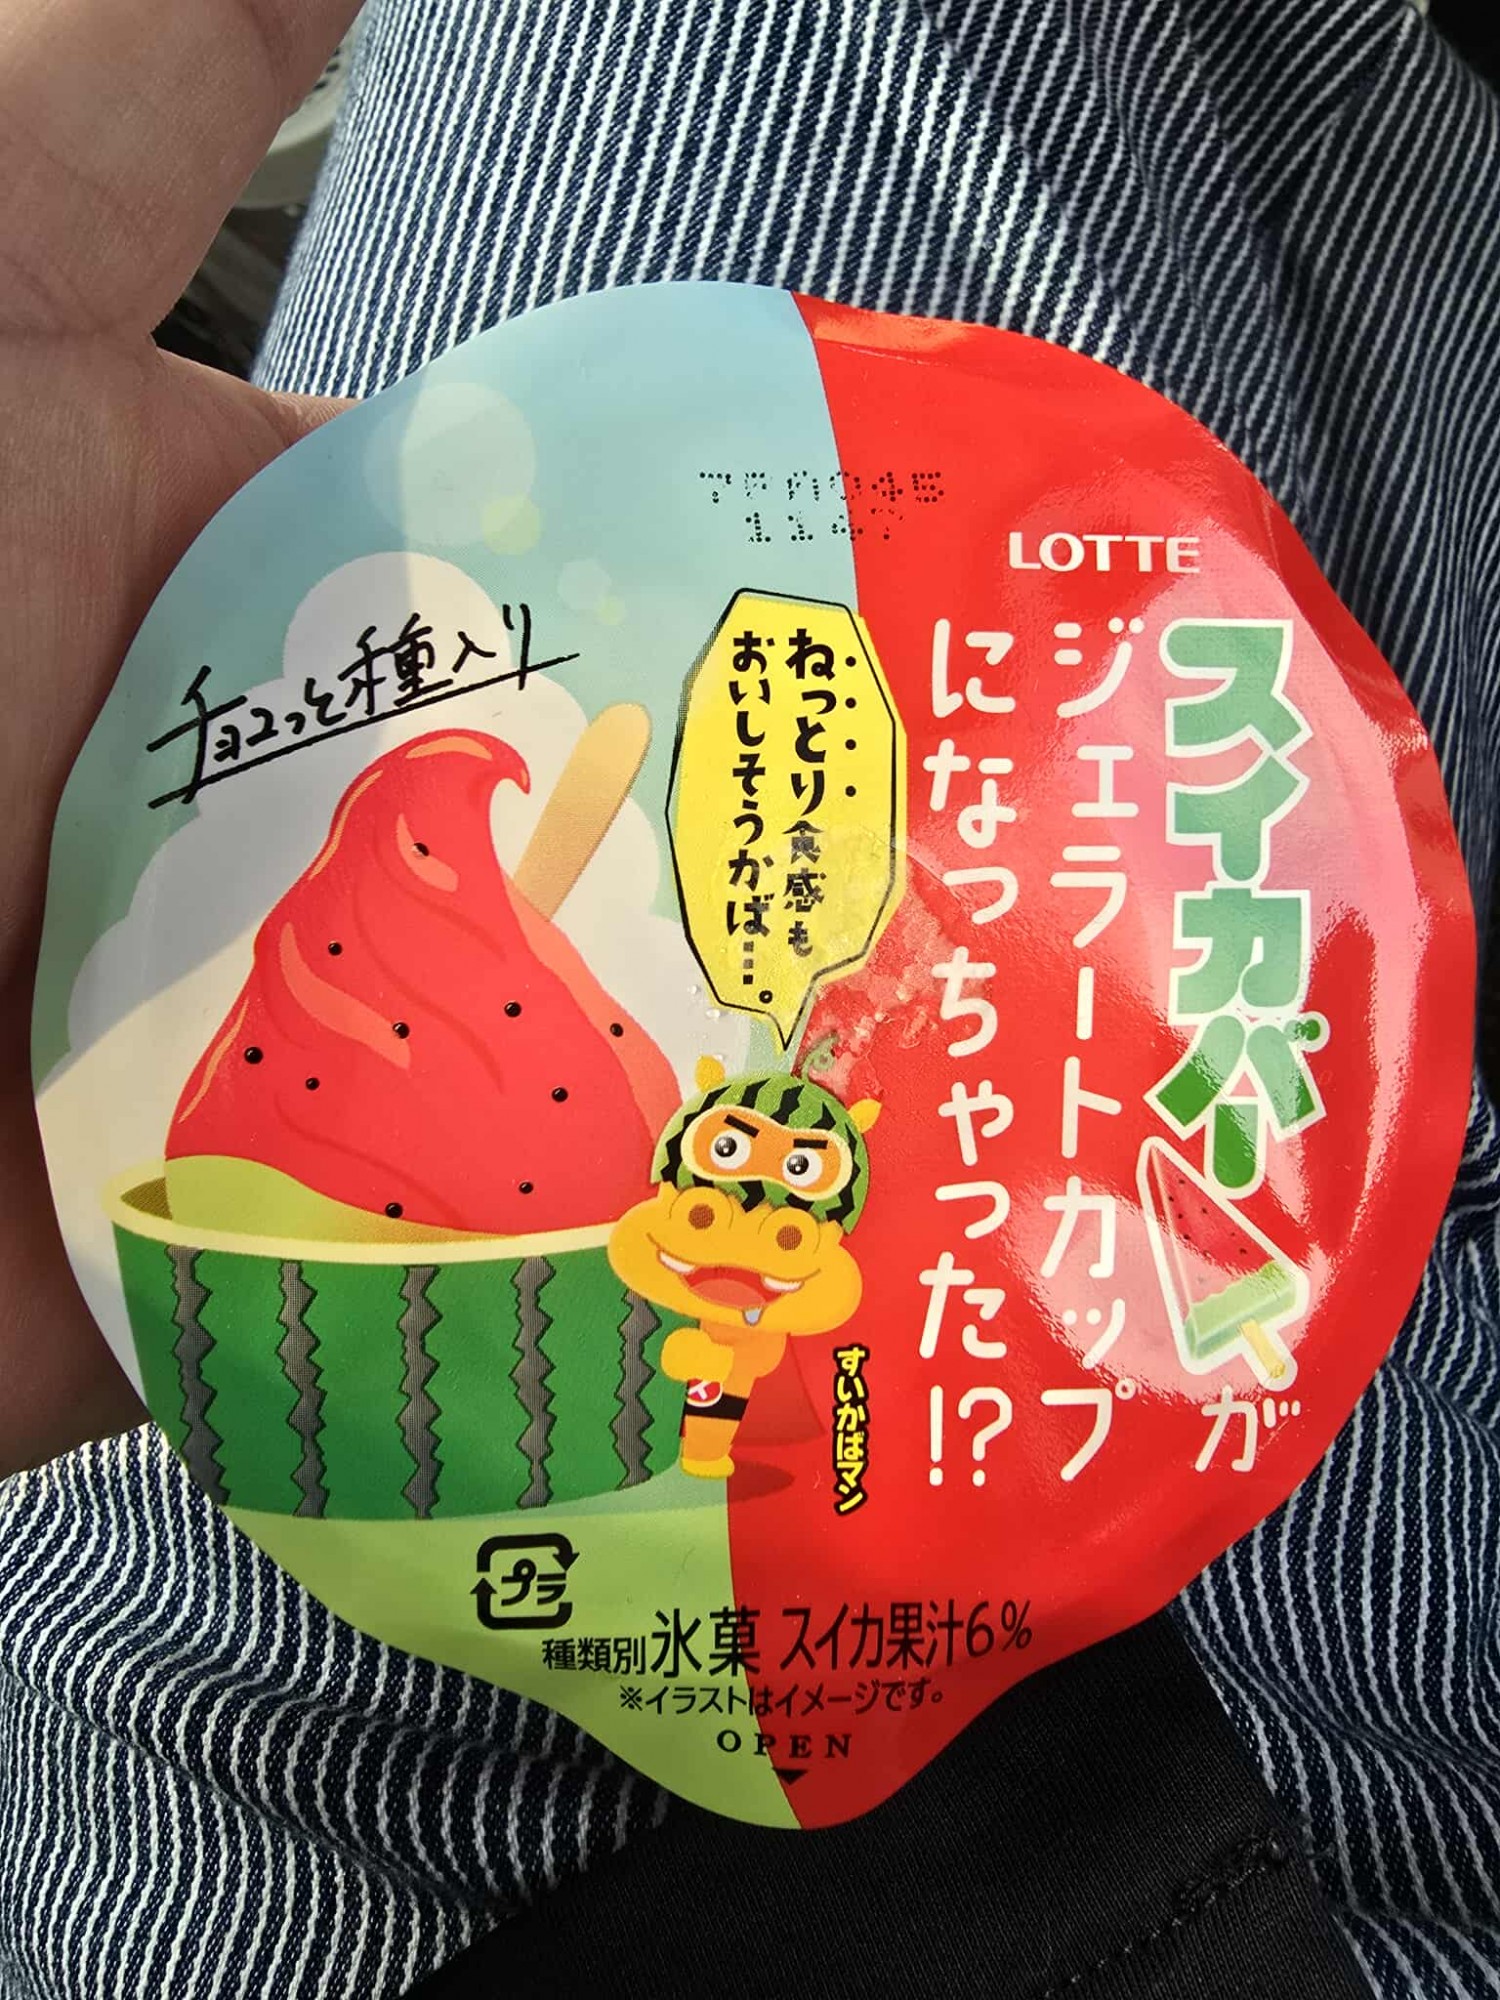 LOTTE
スイカバーが
ジェラートカップ
になっちゃった!?
ねっとり食感も
おいしそうかば…。
チョコっと種入り
すいかばマン
プラ
種類別氷菓 スイカ果汁6%
※イラストはイメージです。
OPEN